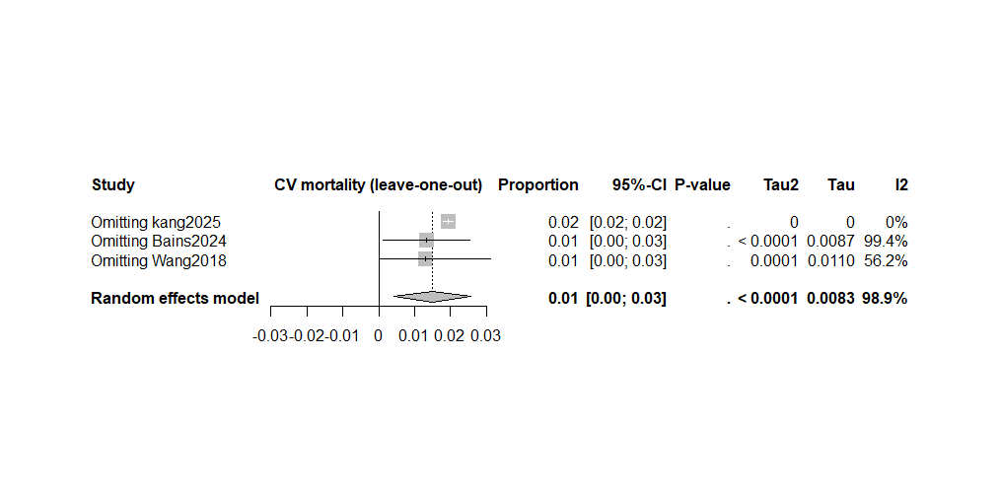 Study CV mortality (leave-one-out) Proportion 95%-CI P-value Tau2 Tau I2
Omitting kang2025 0.02 [0.02; 0.02] . 0 0 0%
Omitting Bains2024 0.01 [0.00; 0.03] . < 0.0001 0.0087 99.4%
Omitting Wang2018 0.01 [0.00; 0.03] . 0.0001 0.0110 56.2%
Random effects model 0.01 [0.00; 0.03] . < 0.0001 0.0083 98.9%
-0.03 -0.02 -0.01 0 0.01 0.02 0.03